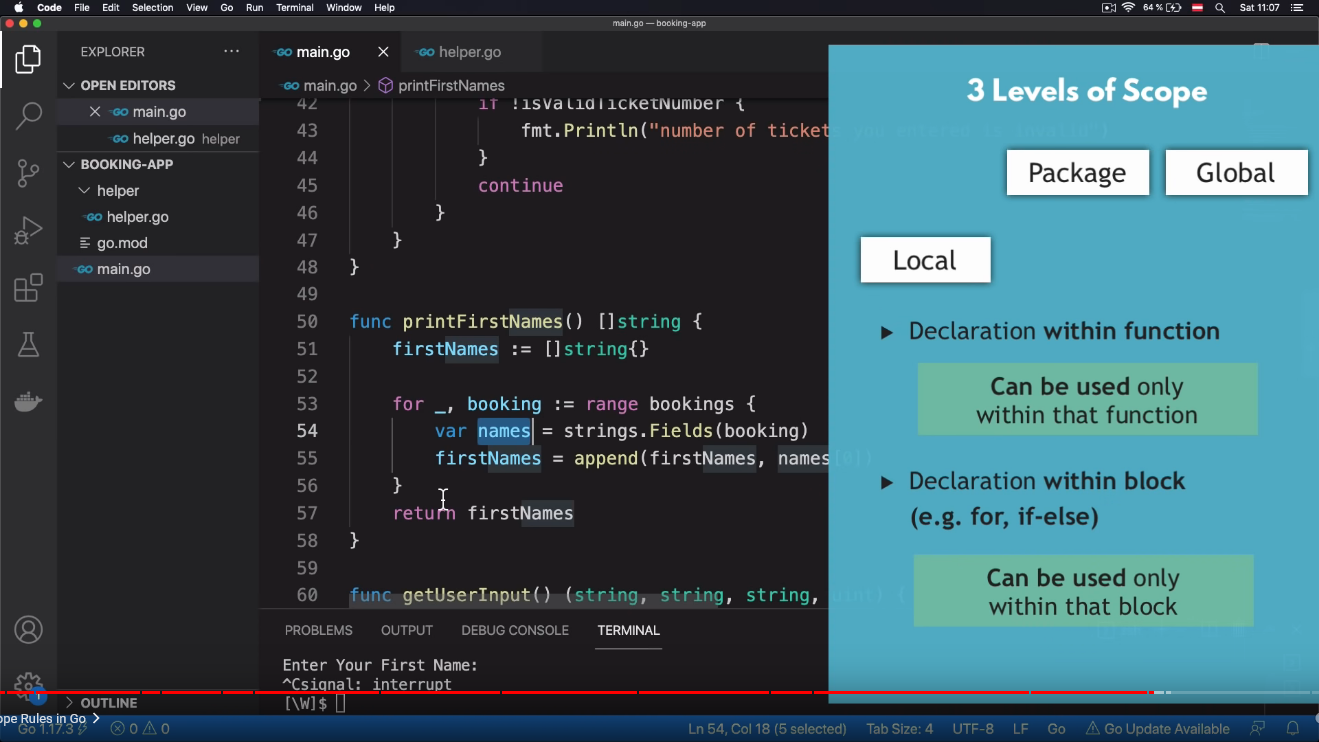 Code File Edit Selection View Go Run Terminal Window Help
64 % Sat 11:07
main.go — booking-app
EXPLORER
OPEN EDITORS
main.go
helper.go helper
BOOKING-APP
helper
helper.go
go.mod
main.go
OUTLINE
main.go
helper.go
main.go > printFirstNames
42 if !isValidTicketNumber {
43 fmt.Println("number of tickets you entered is invalid")
44 }
45 continue
46 }
47 }
48 }
49
50 func printFirstNames() []string {
51 firstNames := []string{}
52
53 for _, booking := range bookings {
54 var names = strings.Fields(booking)
55 firstNames = append(firstNames, names[0])
56 }
57 return firstNames
58 }
59
60 func getUserInput() (string, string, string, uint) {
PROBLEMS OUTPUT DEBUG CONSOLE TERMINAL
Enter Your First Name:
^Csignal: interrupt
[\W]$
3 Levels of Scope
Package Global
Local
Declaration within function
Can be used only
within that function
Declaration within block
(e.g. for, if-else)
Can be used only
within that block
1
ope Rules in Go >
Go 1.17.3 0 0 Ln 54, Col 18 (5 selected) Tab Size: 4 UTF-8 LF Go Go Update Available